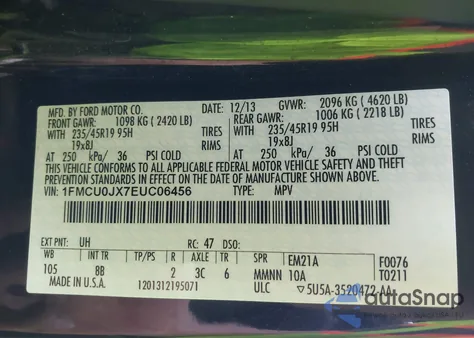 MFD. BY FORD MOTOR CO. DATE: 12/13 GVWR: 2096 KG (4620 LB)
FRONT GAWR: 1098 KG (2420 LB) REAR GAWR: 1006 KG (2218 LB)
WITH 235/45R19 95H TIRES WITH 235/45R19 95H TIRES
19x8J RIMS 19x8J RIMS
AT 250 kPa/ 36 PSI COLD AT 250 kPa/ 36 PSI COLD
THIS VEHICLE CONFORMS TO ALL APPLICABLE FEDERAL MOTOR VEHICLE SAFETY AND BUMPER
AND THEFT PREVENTION STANDARDS IN EFFECT ON THE DATE OF MANUFACTURE SHOWN ABOVE.
VIN: 1FMCU0JX7EUC06456 TYPE: MPV
EXT PNT: UH RC: 47 DSO:
WB INT TR TP/PS R AXLE TR SPR EM21A F0076
105 8B 2 3C 6 MMNN 10A T0211
MADE IN U.S.A. 1201312195071 ULC ▽5U5A-3520472-AA
autoSnap